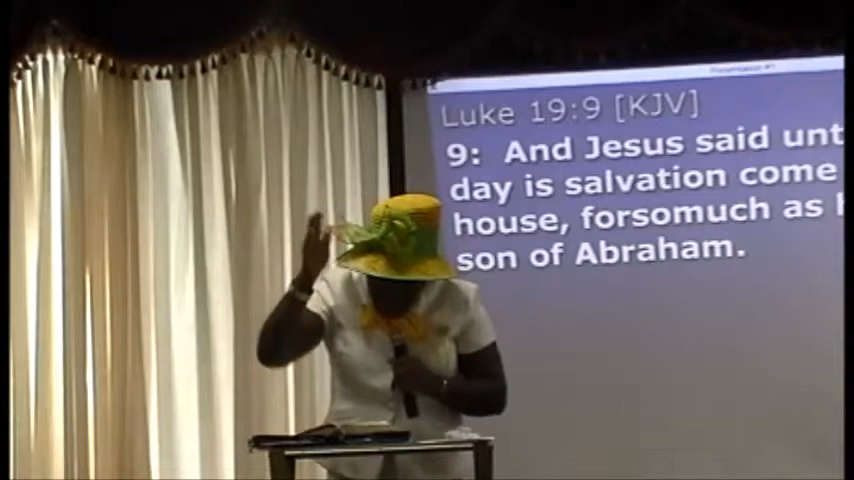 Luke 19:9 [KJV]
9: And Jesus said unt
day is salvation come
house, forsomuch as h
son of Abraham.